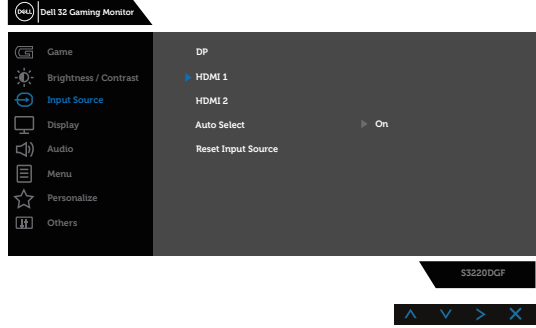 DELL Dell 32 Gaming Monitor
Game
DP
Brightness / Contrast
HDMI 1
Input Source
HDMI 2
Display
Auto Select
On
Audio
Reset Input Source
Menu
Personalize
Others
S3220DGF